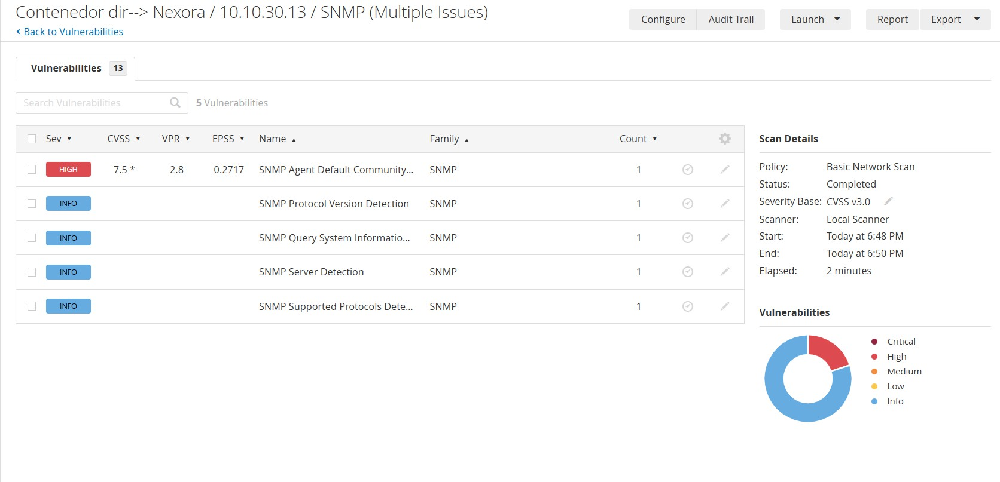 Contenedor dir--> Nexora / 10.10.30.13 / SNMP (Multiple Issues)
Configure Audit Trail Launch Report Export
Back to Vulnerabilities
Vulnerabilities 13
Search Vulnerabilities 5 Vulnerabilities
Sev CVSS VPR EPSS Name Family Count
HIGH 7.5 * 2.8 0.2717 SNMP Agent Default Community... SNMP 1
INFO SNMP Protocol Version Detection SNMP 1
INFO SNMP Query System Informatio... SNMP 1
INFO SNMP Server Detection SNMP 1
INFO SNMP Supported Protocols Dete... SNMP 1
Scan Details
Policy: Basic Network Scan
Status: Completed
Severity Base: CVSS v3.0
Scanner: Local Scanner
Start: Today at 6:48 PM
End: Today at 6:50 PM
Elapsed: 2 minutes
Vulnerabilities
Critical
High
Medium
Low
Info